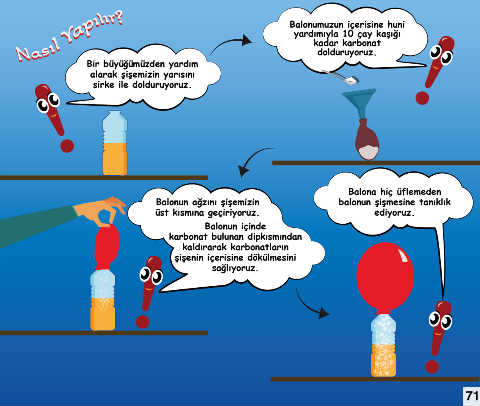 Nasıl Yapılır?
Bir büyüğümüzden yardım
alarak şişemizin yarısını
sirke ile dolduruyoruz.
Balonumuzun içerisine huni
yardımıyla 10 çay kaşığı
kadar karbonat
dolduruyoruz.
Balonun ağzını şişemizin
üst kısmına geçiriyoruz.
Balonun içinde
karbonat bulunan dipkısmından
kaldırarak karbonatların
şişenin içerisine dökülmesini
sağlıyoruz.
Balona hiç üflemeden
balonun şişmesine tanıklık
ediyoruz.
71